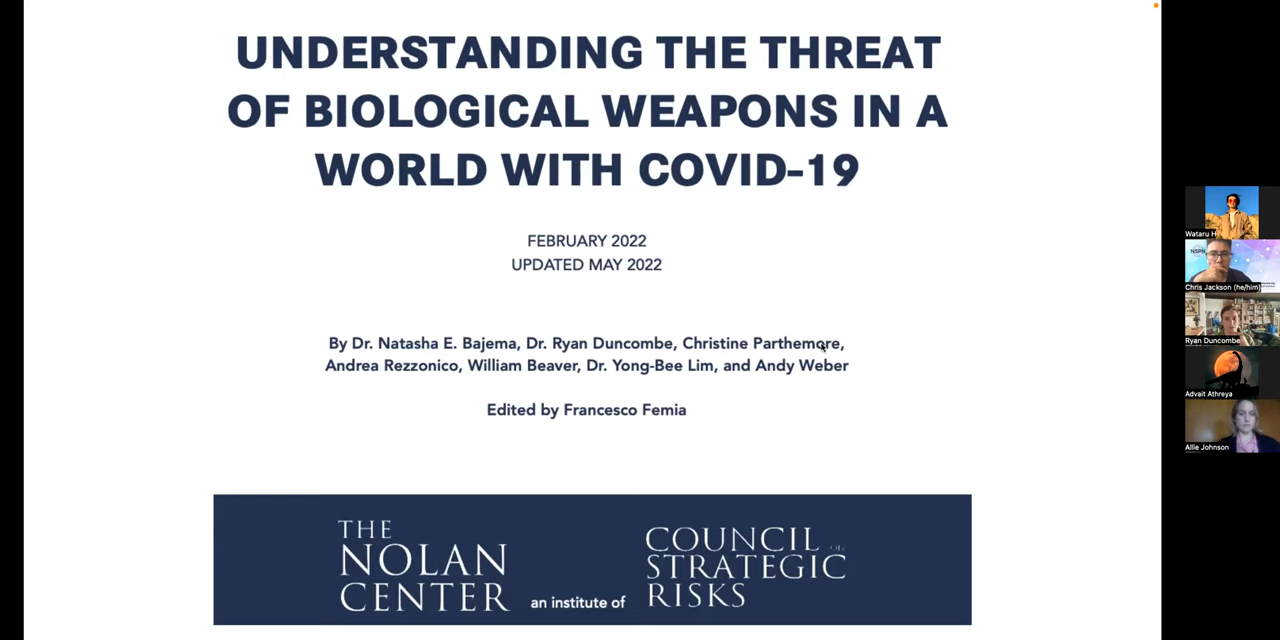 UNDERSTANDING THE THREAT
OF BIOLOGICAL WEAPONS IN A
WORLD WITH COVID-19
FEBRUARY 2022
UPDATED MAY 2022
By Dr. Natasha E. Bajema, Dr. Ryan Duncombe, Christine Parthemore,
Andrea Rezzonico, William Beaver, Dr. Yong-Bee Lim, and Andy Weber
Edited by Francesco Femia
THE
NOLAN
CENTER
an institute of
COUNCIL ON
STRATEGIC
RISKS
Wataru H
NSPN
Chris Jackson (he/him)
Ryan Duncombe
Advait Athreya
Allie Johnson